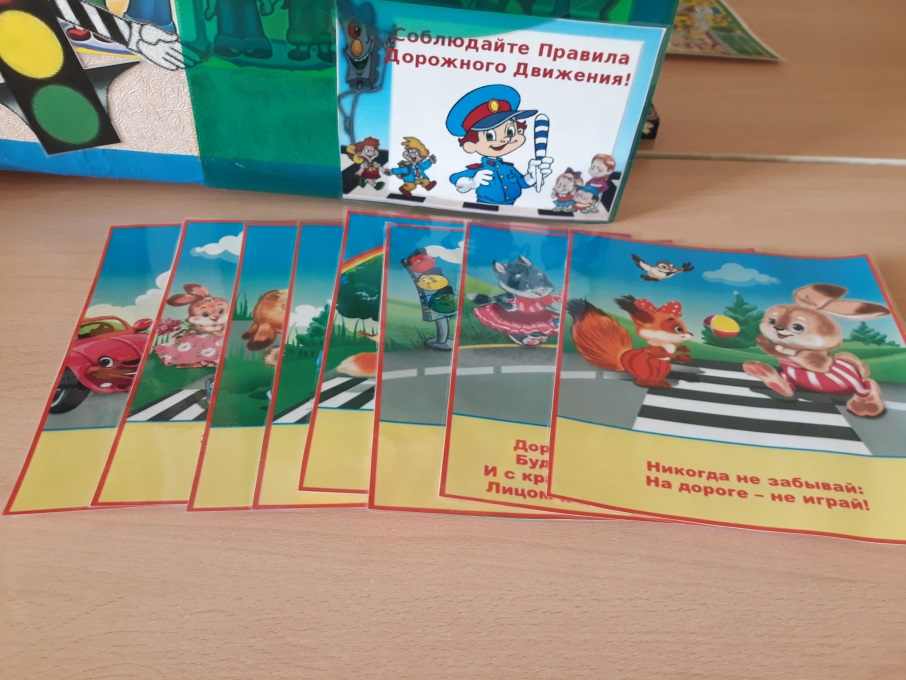 Соблюдайте Правила
Дорожного Движения!
И с
Никогда не забывай:
На дороге – не играй!